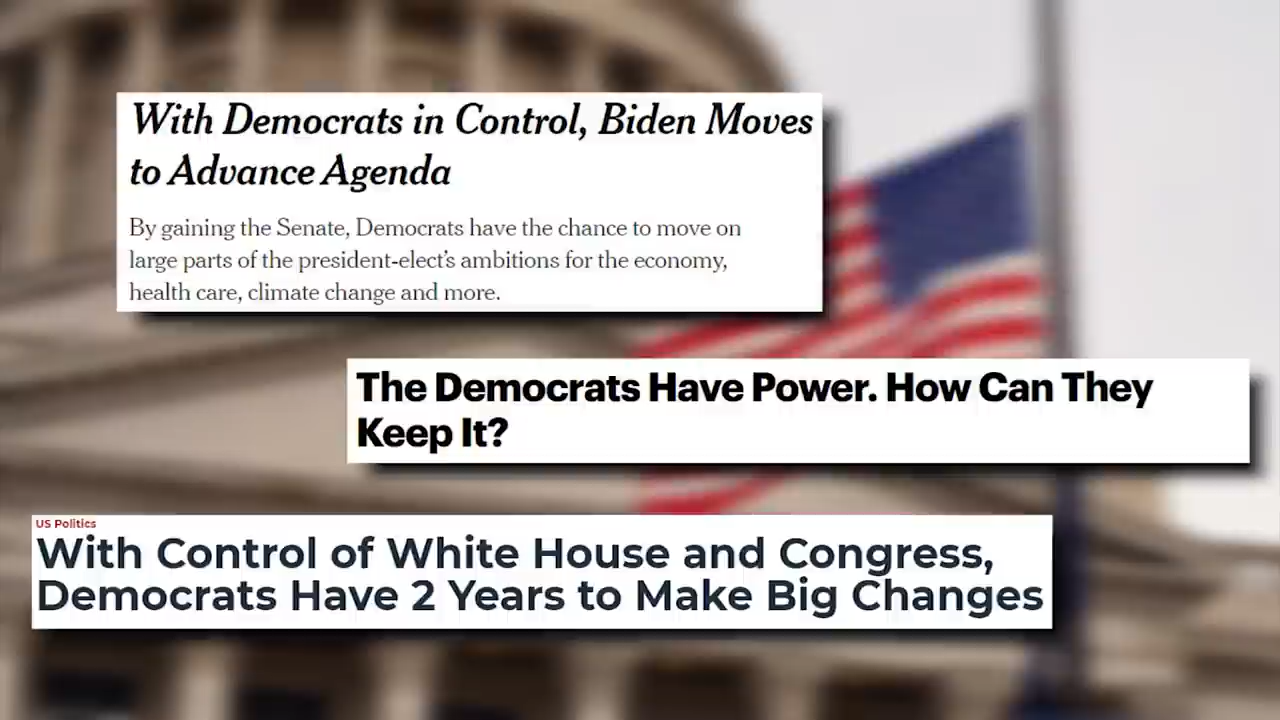 With Democrats in Control, Biden Moves
to Advance Agenda
By gaining the Senate, Democrats have the chance to move on
large parts of the president-elect's ambitions for the economy,
health care, climate change and more.
The Democrats Have Power. How Can They
Keep It?
US Politics
With Control of White House and Congress,
Democrats Have 2 Years to Make Big Changes